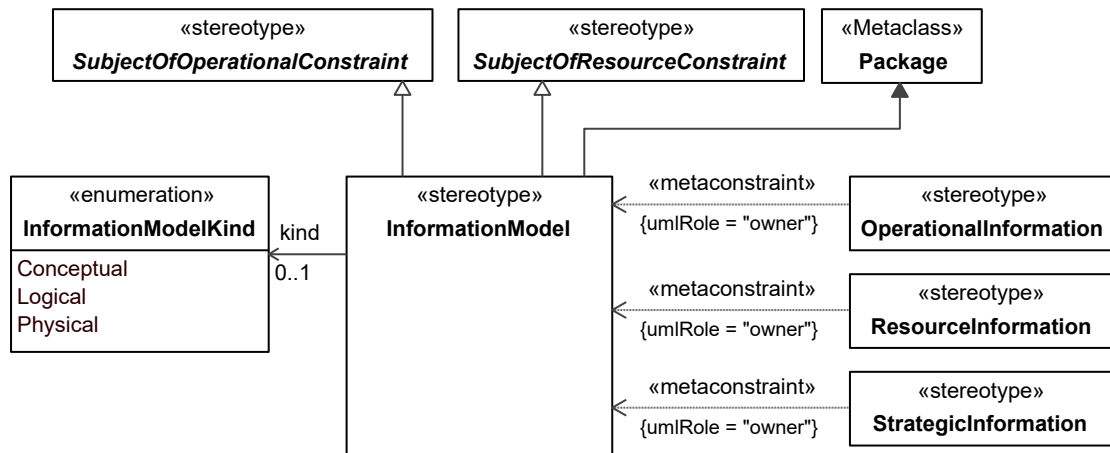 «stereotype»
SubjectOfOperationalConstraint
«stereotype»
SubjectOfResourceConstraint
«Metaclass»
Package
«enumeration»
InformationModelKind
Conceptual
Logical
Physical
kind
0..1
«stereotype»
InformationModel
«metaconstraint»
{umlRole = "owner"}
«stereotype»
OperationalInformation
«metaconstraint»
{umlRole = "owner"}
«stereotype»
ResourceInformation
«metaconstraint»
{umlRole = "owner"}
«stereotype»
StrategicInformation